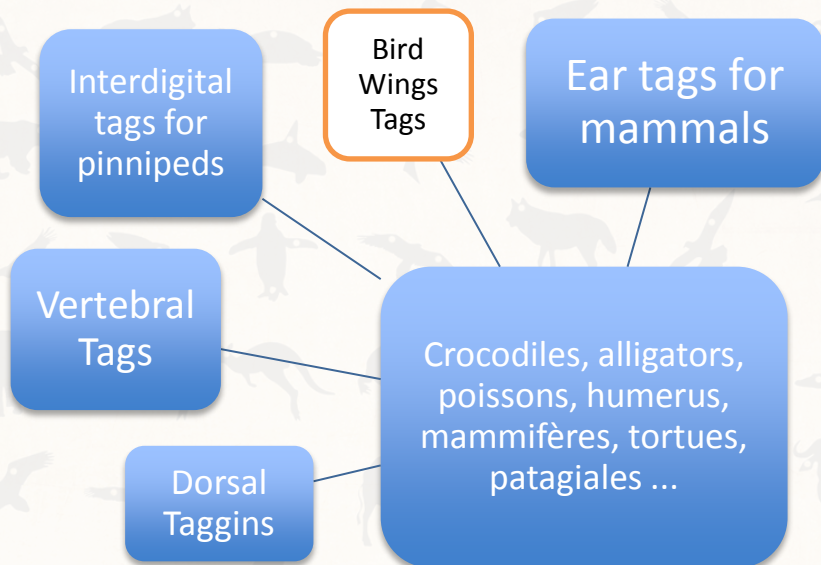 Interdigital
tags for
pinnipeds
Bird
Wings
Tags
Ear tags for
mammals
Vertebral
Tags
Crocodiles, alligators,
poissons, humerus,
mammifères, tortues,
patagiales ...
Dorsal
Taggins